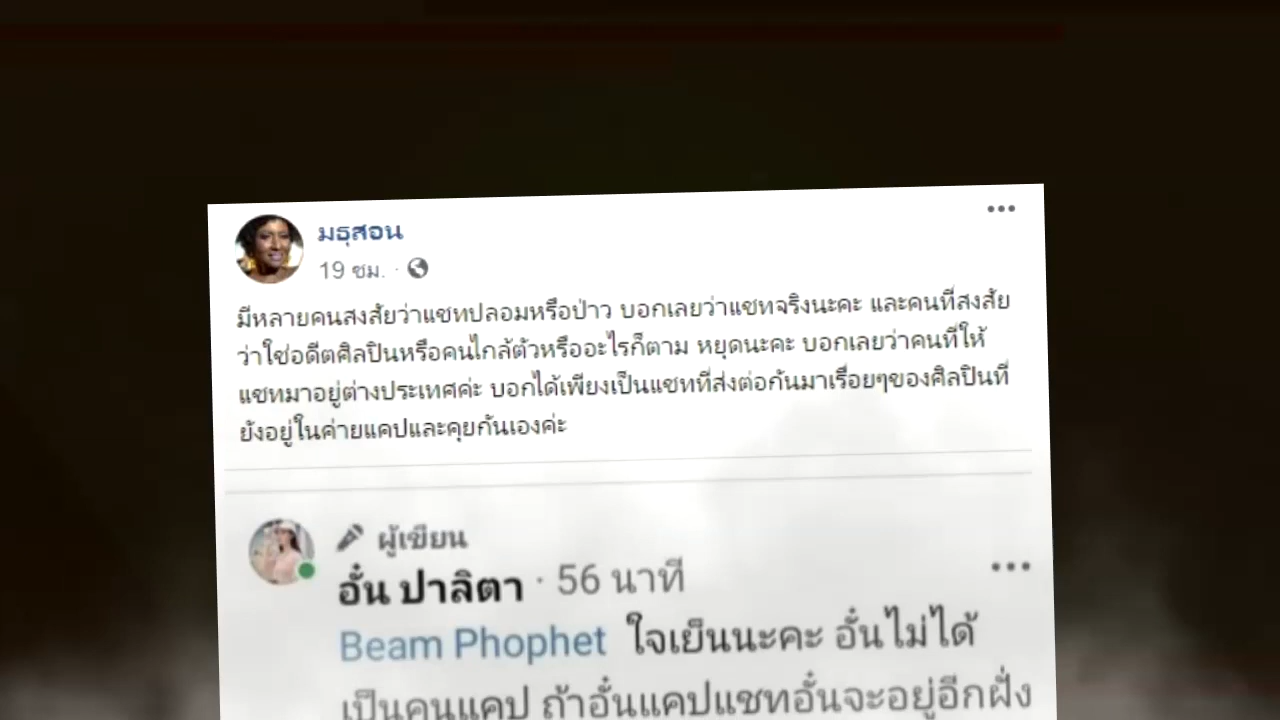 มธุสอน
19 ชม. ·
มีหลายคนสงสัยว่าแชทปลอมหรือป่าว บอกเลยว่าแชทจริงนะคะ และคนที่สงสัย
ว่าใช่อดีตศิลปินหรือคนใกล้ตัวหรืออะไรก็ตาม หยุดนะคะ บอกเลยว่าคนที่ให้
แชทมาอยู่ต่างประเทศค่ะ บอกได้เพียงเป็นแชทที่ส่งต่อกันมาเรื่อยๆของศิลปินที่
ยังอยู่ในค่ายแคปและคุยกันเองค่ะ
ผู้เขียน
อั๋น ปาลิตา · 56 นาที
Beam Phophet ใจเย็นนะคะ อั๋นไม่ได้
เป็นคนแคป ถ้าอั๋นแคปแชทอั๋นจะอยู่อีกฝั่ง